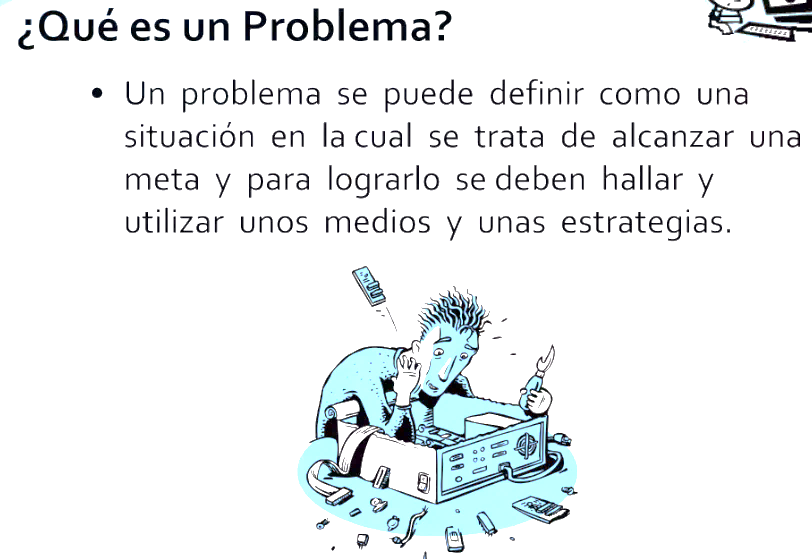 ¿Qué es un Problema?
• Un problema se puede definir como una
situación en la cual se trata de alcanzar una
meta y para lograrlo se deben hallar y
utilizar unos medios y unas estrategias.